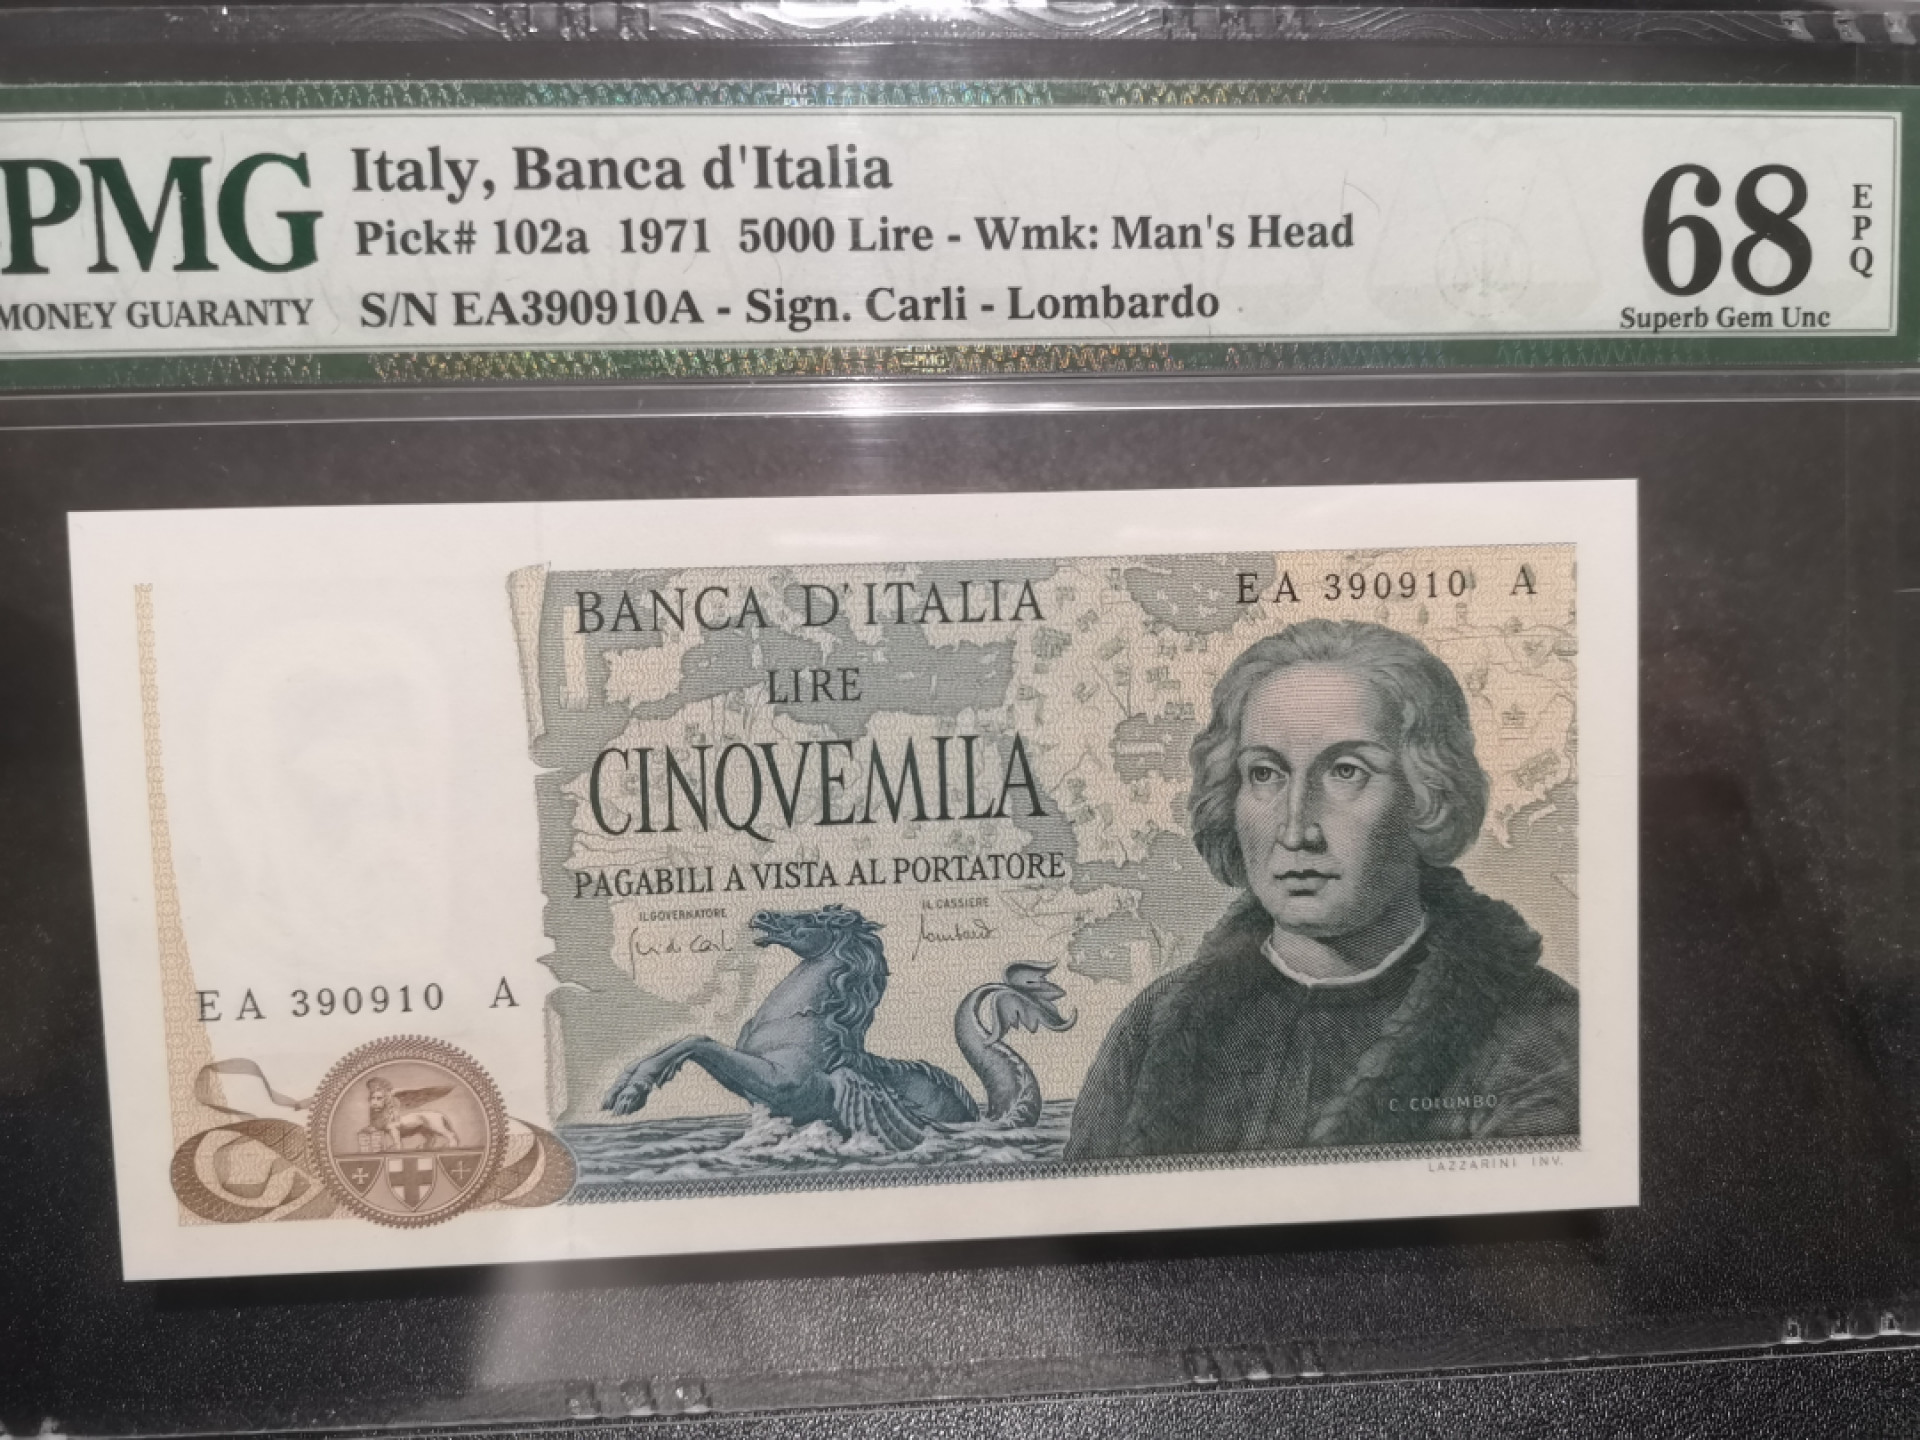 PMG
MONEY GUARANTY
Italy, Banca d'Italia
Pick# 102a 1971 5000 Lire - Wmk: Man's Head
S/N EA390910A - Sign. Carli - Lombardo
68
EPQ
Superb Gem Unc
BANCA D'ITALIA
EA 390910 A
LIRE
CINQVEMILA
PAGABILI A VISTA AL PORTATORE
IL GOVERNATORE
IL CASSIERE
EA 390910 A
C. COLOMBO
LAZZARINI INV.